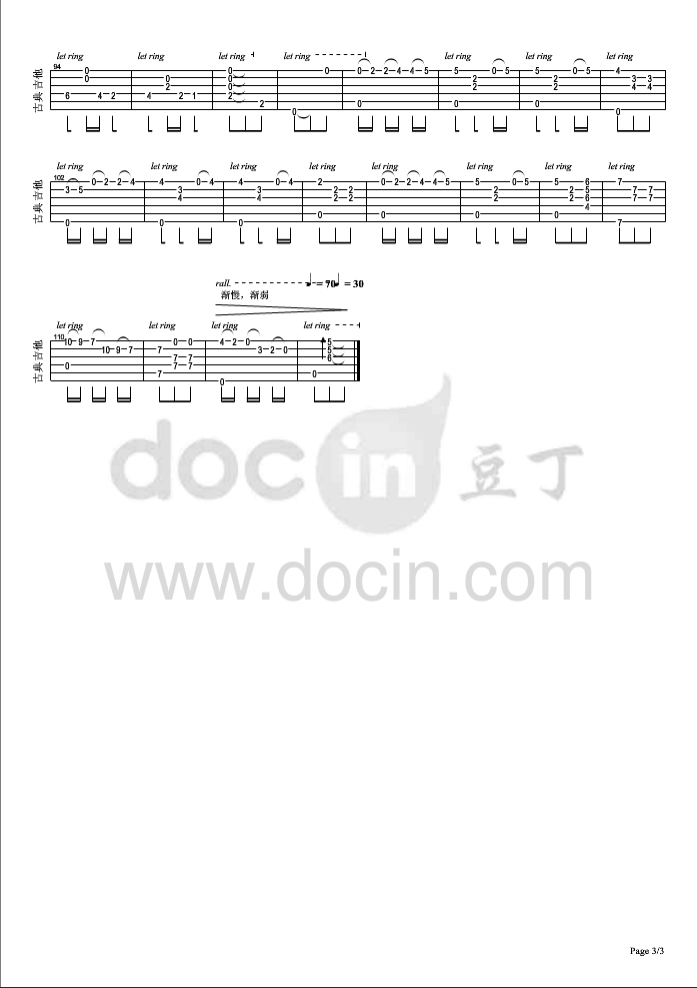 let ring let ring let ring let ring let ring let ring let ring
94
古典吉他
0 0 0 0 0 2 2 4 4 5 5 0 5 5 0 5 4
0 0 0 2 2 3 3
2 0 2 2 4 4
6 4 2 4 2 1 2
2 0 0 0
0 0
let ring let ring let ring let ring let ring let ring let ring let ring
102
古典吉他
0 2 2 4 4 0 4 4 0 4 2 0 2 2 4 4 5 5 0 5 5 6 7
3 5 3 3 2 2 2 2 5 7 7
4 4 2 2 2 2 6 7 7
4
0 0 0 0
0 0 0 7
rall. = 70 = 30
渐慢，渐弱
let ring let ring let ring let ring
110
古典吉他
10 9 7 0 0 4 2 0 5
10 9 7 7 3 2 0 5
7 7 6
0 7 7
7 0
0
docin 豆丁
www.docin.com
Page 3/3